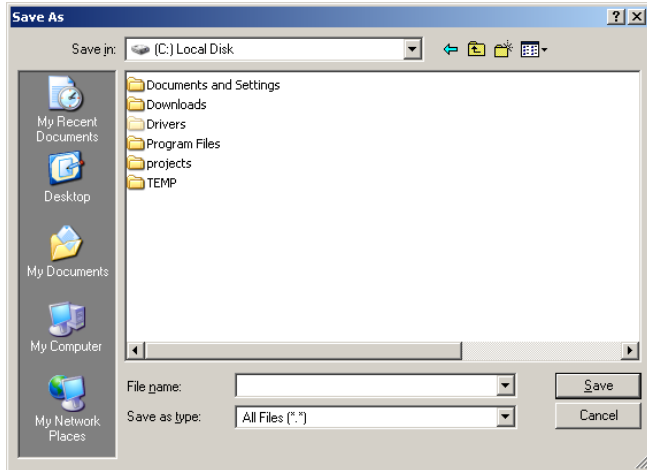 Save As
Save in: (C:) Local Disk
My Recent
Documents
Desktop
My Documents
My Computer
My Network
Places
Documents and Settings
Downloads
Drivers
Program Files
projects
TEMP
File name:
Save
Save as type: All Files (*.*)
Cancel